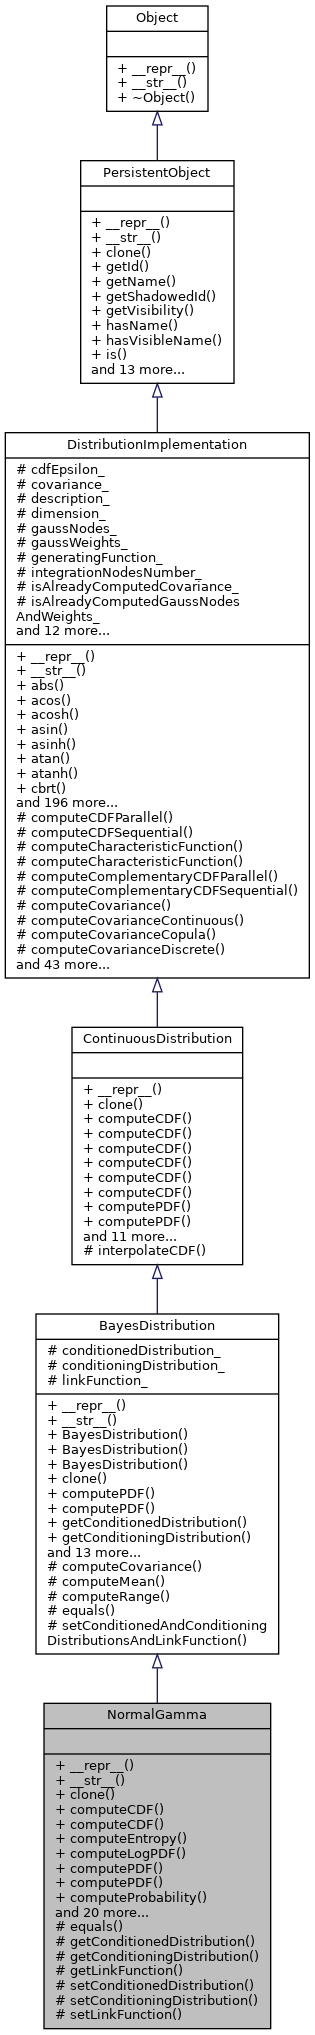 Object
+ __repr__()
+ __str__()
+ ~Object()
PersistentObject
+ __repr__()
+ __str__()
+ clone()
+ getId()
+ getName()
+ getShadowedId()
+ getVisibility()
+ hasName()
+ hasVisibleName()
+ is()
and 13 more...
DistributionImplementation
# cdfEpsilon_
# covariance_
# description_
# dimension_
# gaussNodes_
# gaussWeights_
# generatingFunction_
# integrationNodesNumber_
# isAlreadyComputedCovariance_
# isAlreadyComputedGaussNodes
AndWeights_
and 12 more...
+ __repr__()
+ __str__()
+ abs()
+ acos()
+ acosh()
+ asin()
+ asinh()
+ atan()
+ atanh()
+ cbrt()
and 196 more...
# computeCDFParallel()
# computeCDFSequential()
# computeCharacteristicFunction()
# computeCharacteristicFunction()
# computeComplementaryCDFParallel()
# computeComplementaryCDFSequential()
# computeCovariance()
# computeCovarianceContinuous()
# computeCovarianceCopula()
# computeCovarianceDiscrete()
and 43 more...
ContinuousDistribution
+ __repr__()
+ clone()
+ computeCDF()
+ computeCDF()
+ computeCDF()
+ computeCDF()
+ computeCDF()
+ computeCDF()
+ computePDF()
+ computePDF()
and 11 more...
# interpolateCDF()
BayesDistribution
# conditionedDistribution_
# conditioningDistribution_
# linkFunction_
+ __repr__()
+ __str__()
+ BayesDistribution()
+ BayesDistribution()
+ BayesDistribution()
+ clone()
+ computePDF()
+ computePDF()
+ getConditionedDistribution()
+ getConditioningDistribution()
and 13 more...
# computeCovariance()
# computeMean()
# computeRange()
# equals()
# setConditionedAndConditioning
DistributionsAndLinkFunction()
NormalGamma
+ __repr__()
+ __str__()
+ clone()
+ computeCDF()
+ computeCDF()
+ computeEntropy()
+ computeLogPDF()
+ computePDF()
+ computePDF()
+ computeProbability()
and 20 more...
# equals()
# getConditionedDistribution()
# getConditioningDistribution()
# getLinkFunction()
# setConditionedDistribution()
# setConditioningDistribution()
# setLinkFunction()